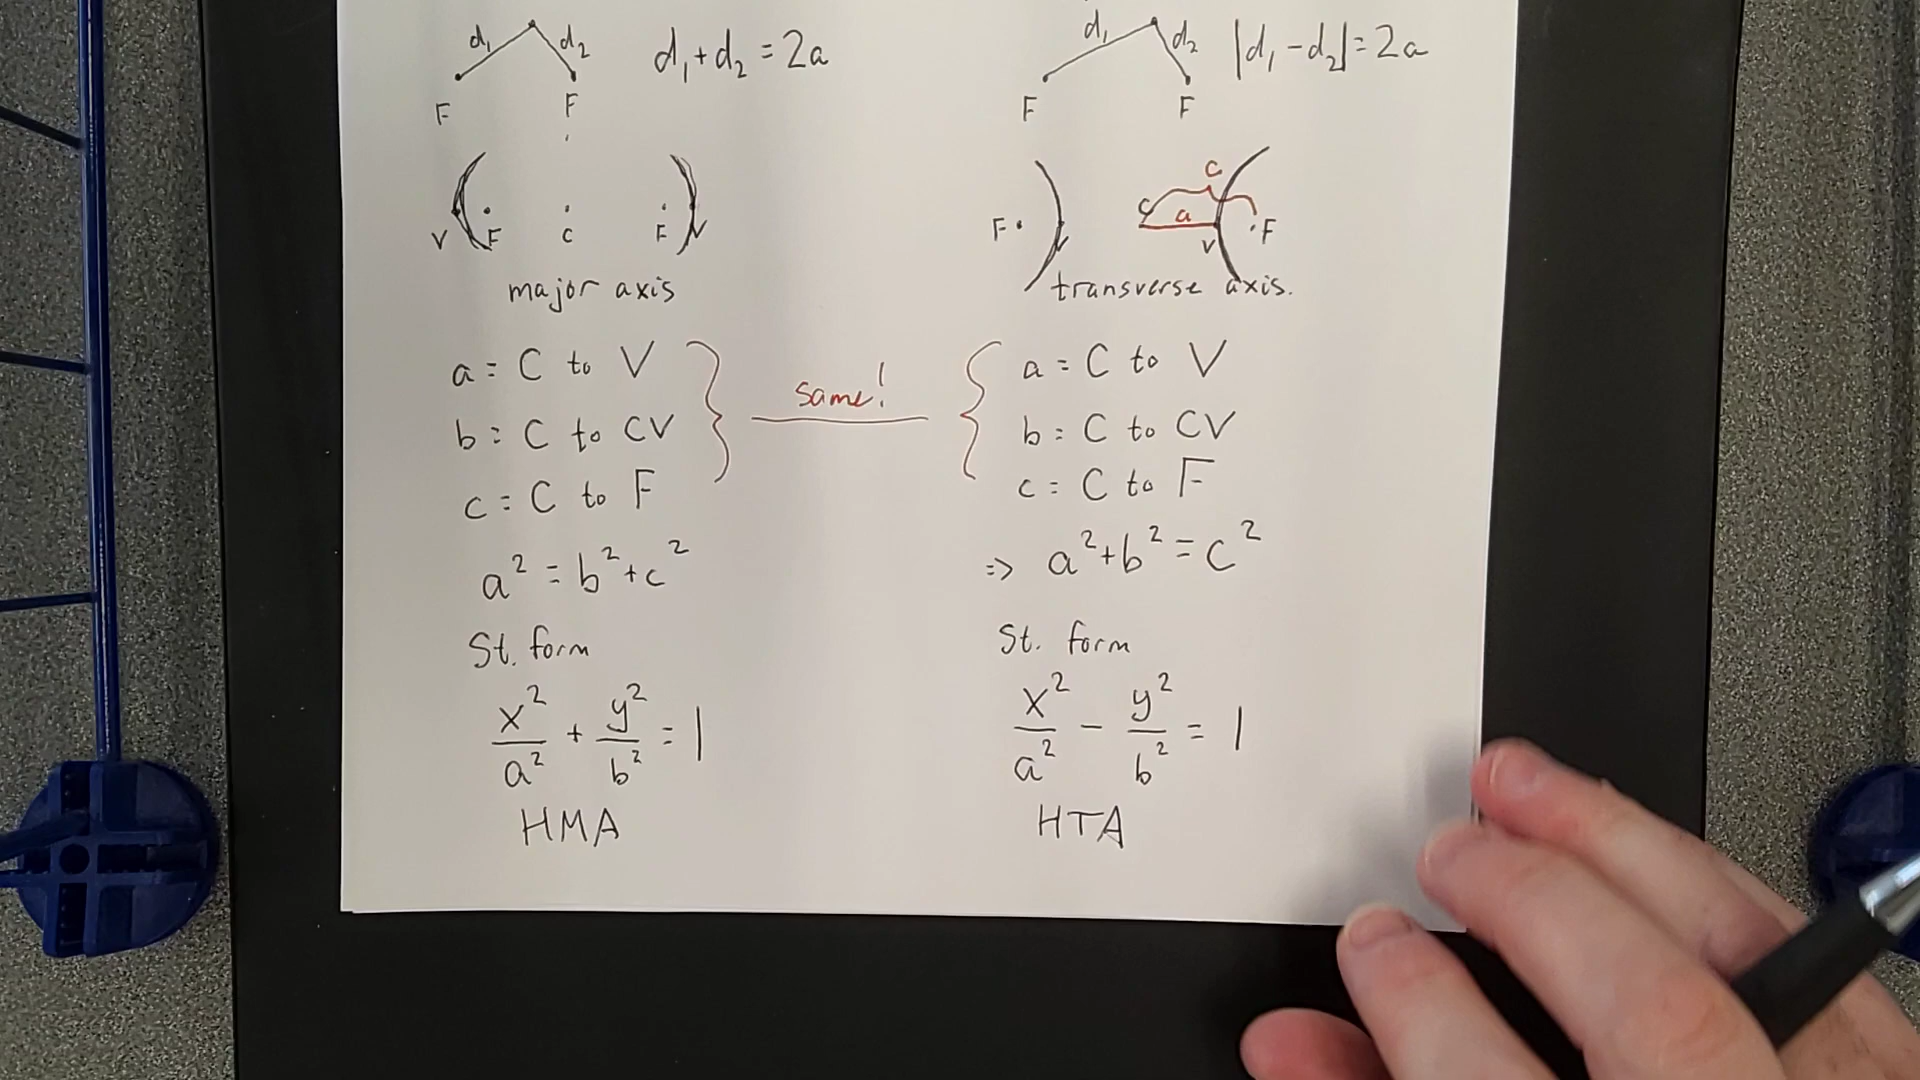 d₁ d₂ d₁+d₂ = 2a
F F
V F C F V
major axis
a = C to V
b = C to CV
c = C to F
a² = b²+c²
St. form
x²/a² + y²/b² = 1
HMA
same!
d₁ d₂ |d₁-d₂| = 2a
F F
C
F C a V F
transverse axis.
a = C to V
b = C to CV
c = C to F
=> a²+b² = c²
St. form
x²/a² - y²/b² = 1
HTA